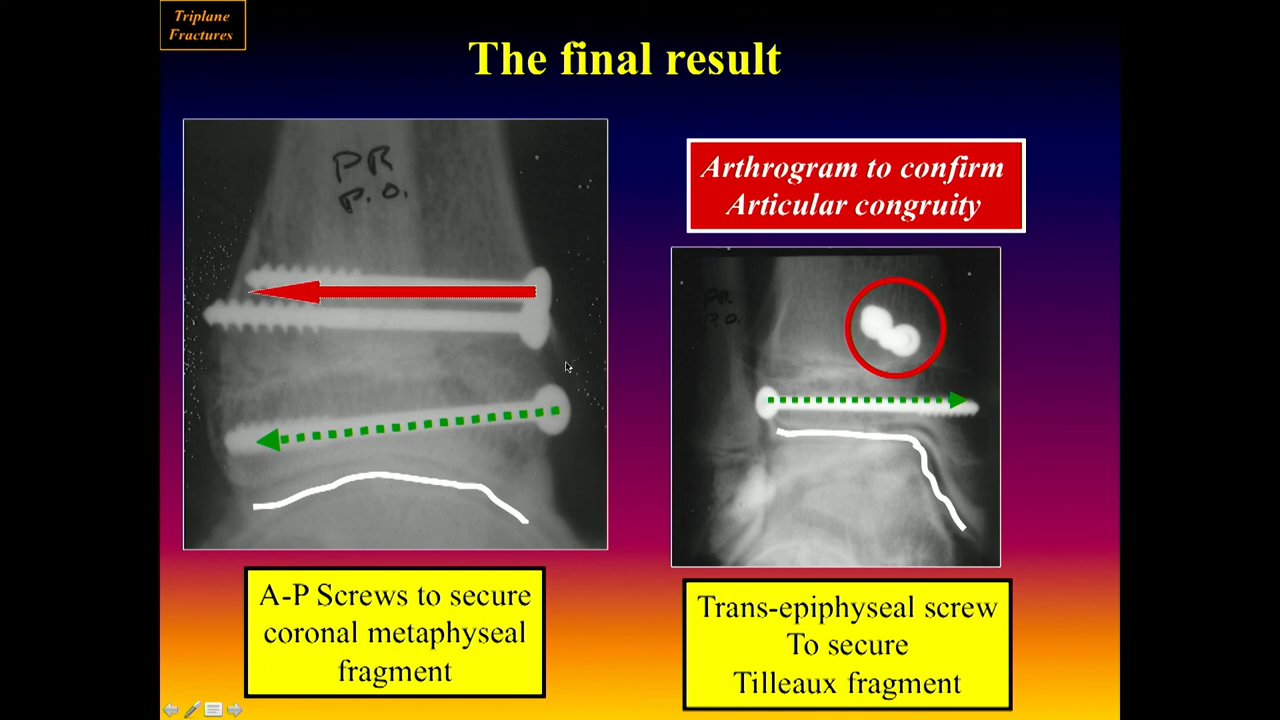 Triplane
Fractures
The final result
PR
P.O.
Arthrogram to confirm
Articular congruity
PR
P.O.
A-P Screws to secure
coronal metaphyseal
fragment
Trans-epiphyseal screw
To secure
Tilleaux fragment